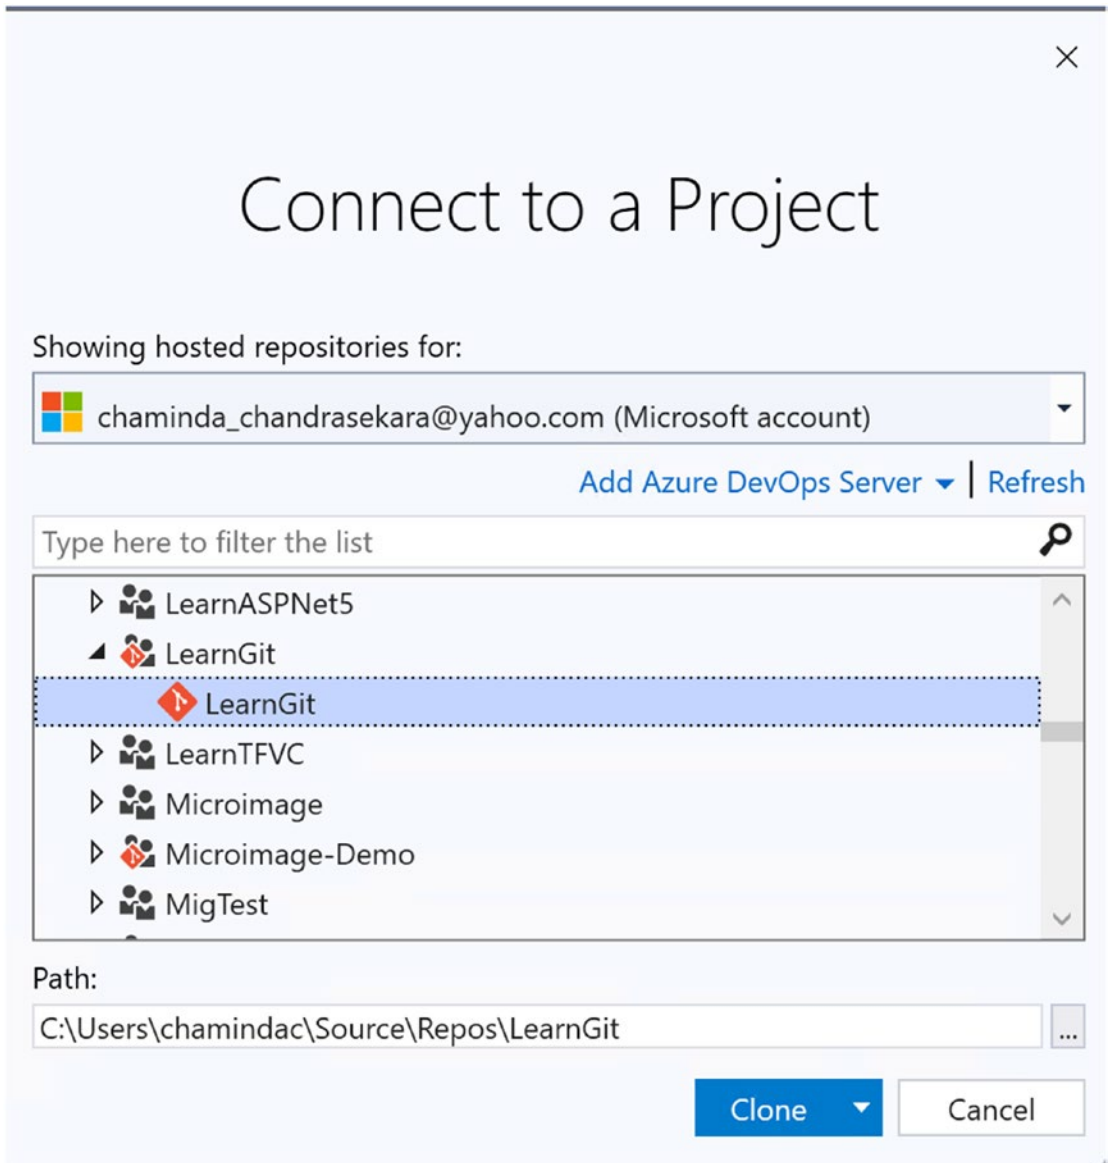 Connect to a Project
Showing hosted repositories for:
chaminda_chandrasekara@yahoo.com (Microsoft account)
Add Azure DevOps Server | Refresh
Type here to filter the list
LearnASPNet5
LearnGit
LearnGit
LearnTFVC
Microimage
Microimage-Demo
MigTest
Path:
C:\Users\chamindac\Source\Repos\LearnGit
...
Clone
Cancel